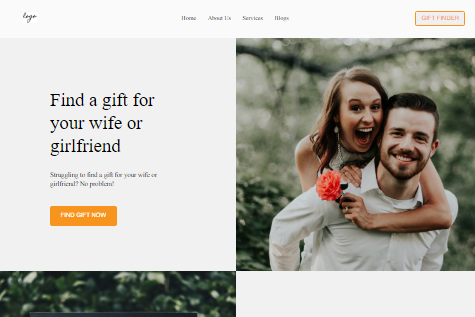 logo
Home About Us Services Blogs
GIFT FINDER
Find a gift for
your wife or
girlfriend
Struggling to find a gift for your wife or
girlfriend? No problem!
FIND GIFT NOW